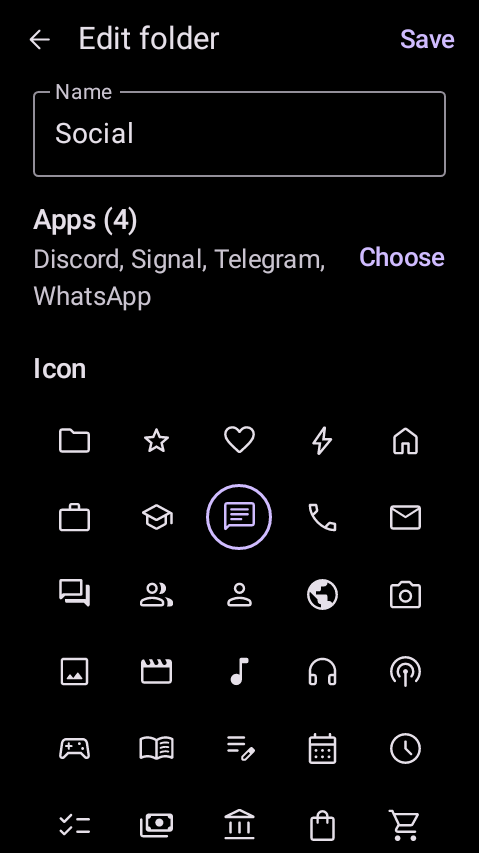 Edit folder
Save
Name
Social
Apps (4)
Discord, Signal, Telegram,
WhatsApp
Choose
Icon